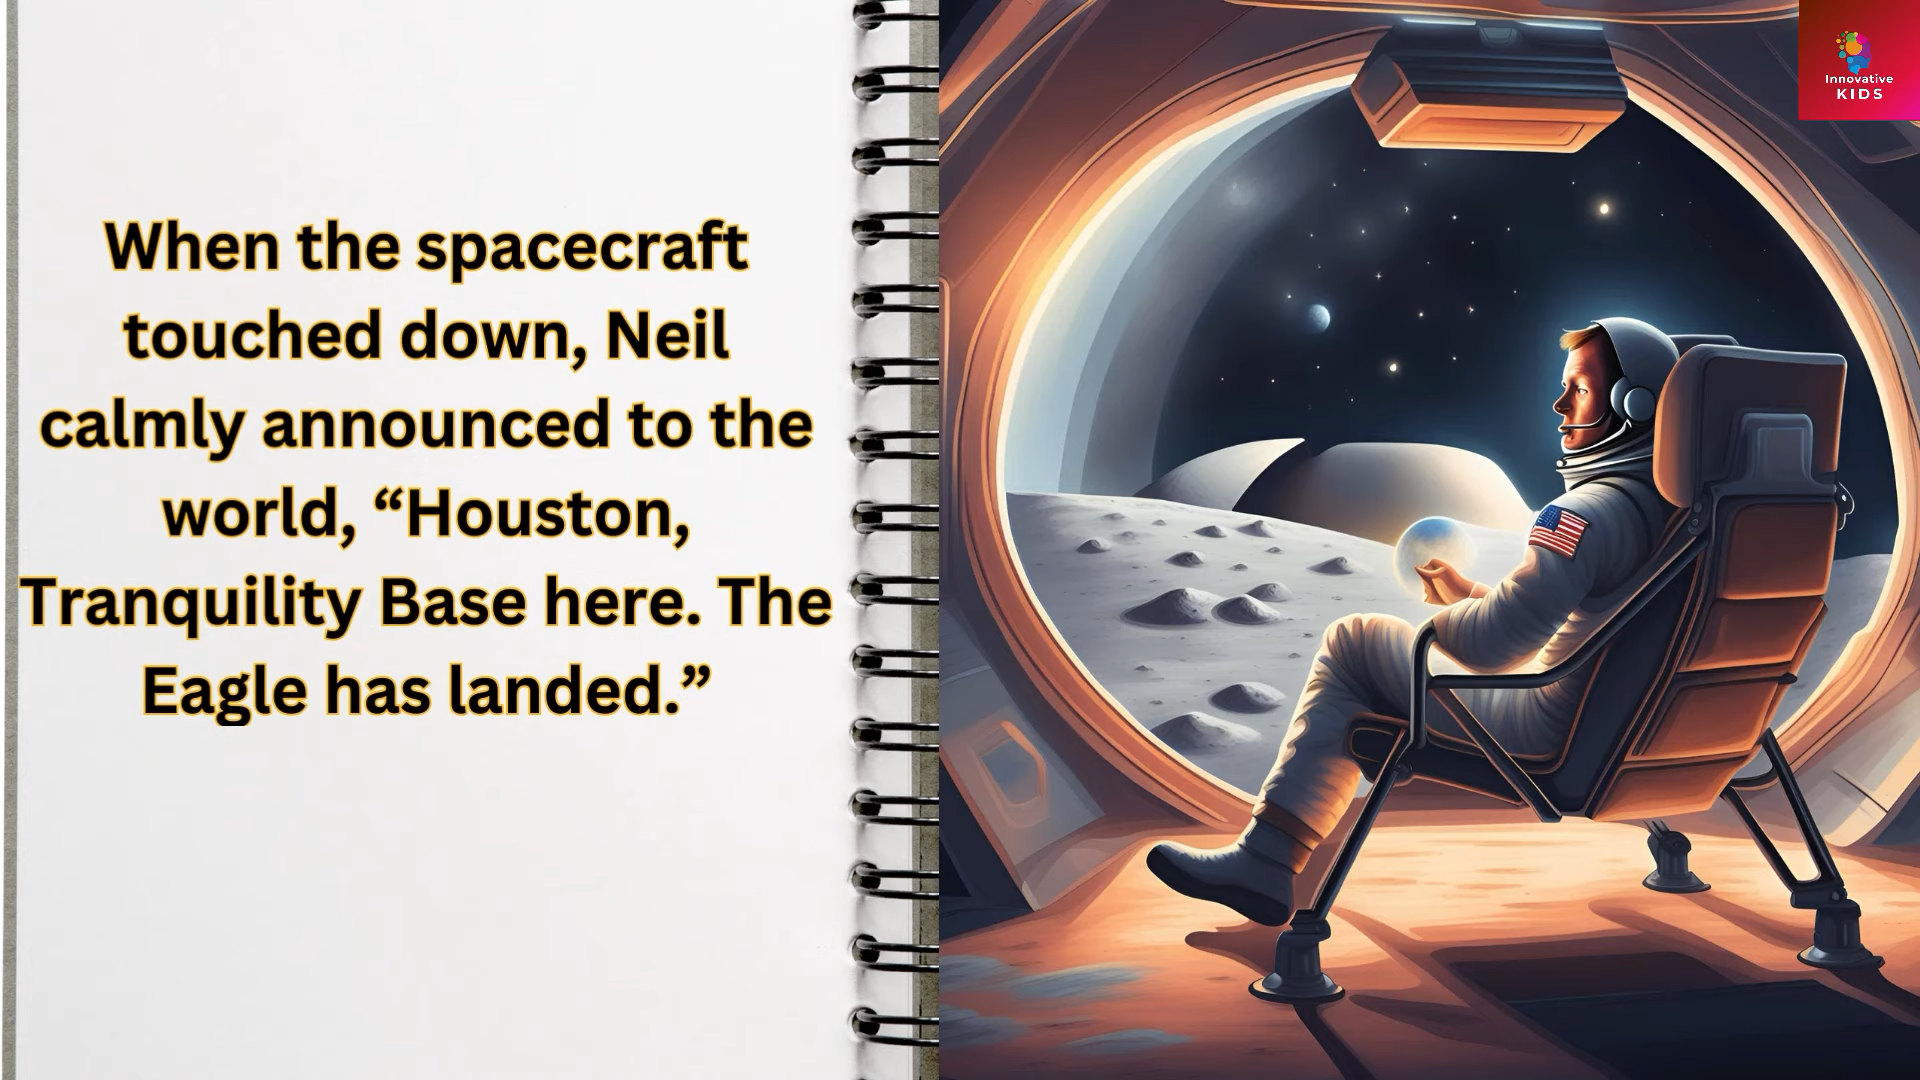 When the spacecraft
touched down, Neil
calmly announced to the
world, “Houston,
Tranquility Base here. The
Eagle has landed.”
Innovative
KIDS